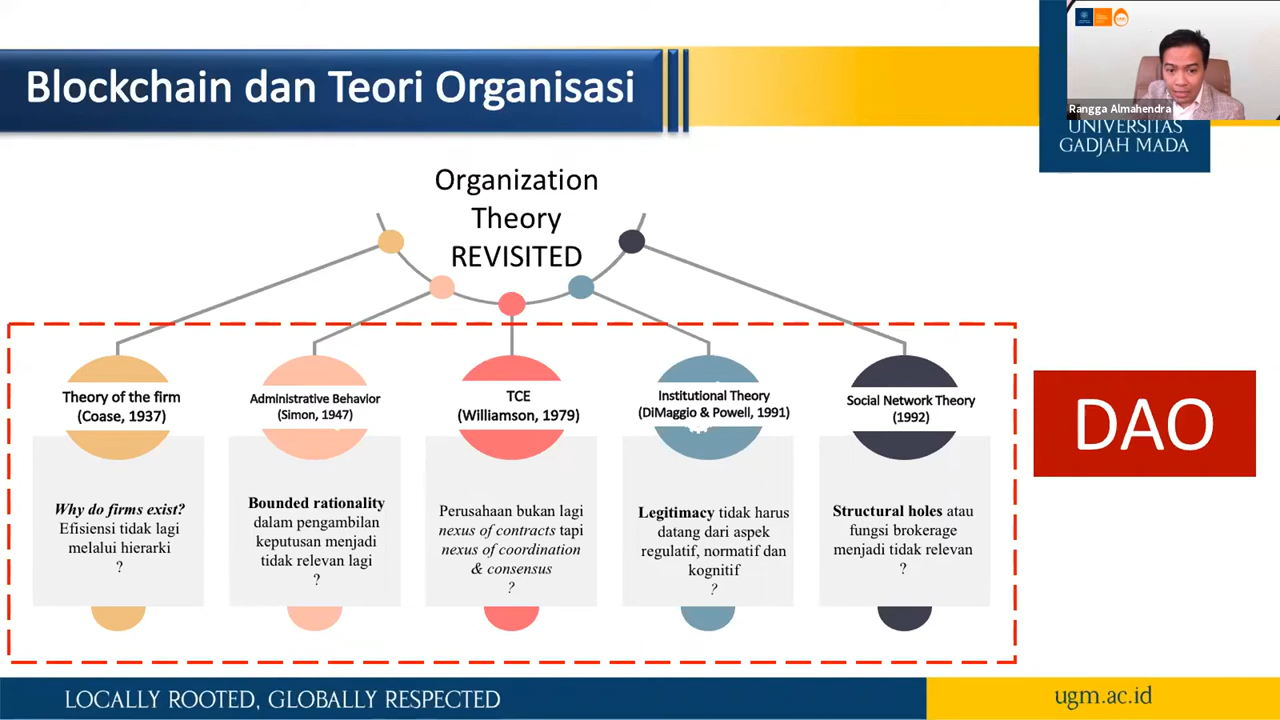 Blockchain dan Teori Organisasi
Rangga Almahendra
UNIVERSITAS
GADJAH MADA
Organization
Theory
REVISITED
Theory of the firm
(Coase, 1937)
Why do firms exist?
Efisiensi tidak lagi
melalui hierarki
?
Administrative Behavior
(Simon, 1947)
Bounded rationality
dalam pengambilan
keputusan menjadi
tidak relevan lagi
?
TCE
(Williamson, 1979)
Perusahaan bukan lagi
nexus of contracts tapi
nexus of coordination
& consensus
?
Institutional Theory
(DiMaggio & Powell, 1991)
Legitimacy tidak harus
datang dari aspek
regulatif, normatif dan
kognitif
?
Social Network Theory
(1992)
Structural holes atau
fungsi brokerage
menjadi tidak relevan
?
DAO
LOCALLY ROOTED, GLOBALLY RESPECTED
ugm.ac.id